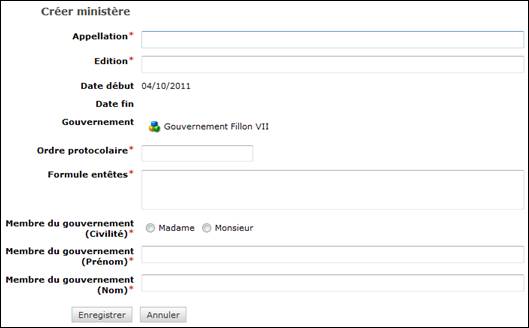 Créer ministère
Appellation*
Edition*
Date début 04/10/2011
Date fin
Gouvernement Gouvernement Fillon VII
Ordre protocolaire*
Formule entêtes*
Membre du gouvernement
(Civilité)* Madame Monsieur
Membre du gouvernement
(Prénom)*
Membre du gouvernement
(Nom)*
Enregistrer Annuler